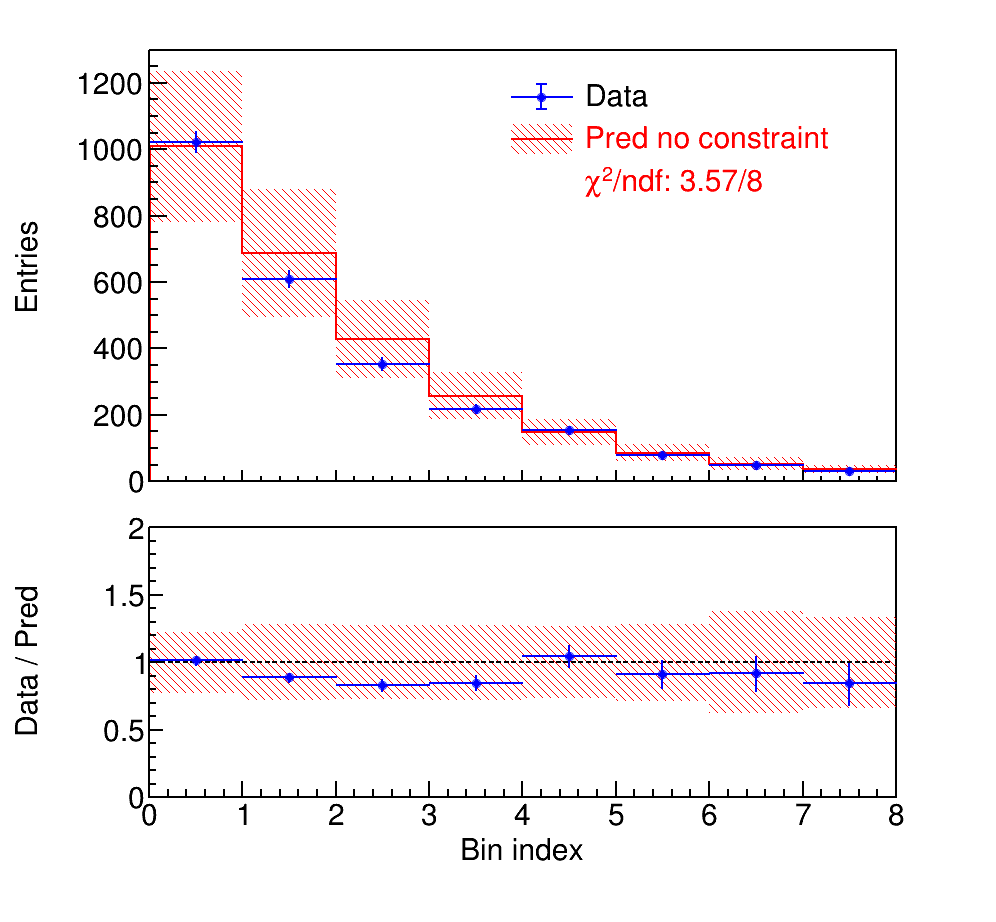 1200
1000
800
600
400
200
0
Entries
Data
Pred no constraint
χ²/ndf: 3.57/8
2
1.5
1
0.5
0
Data / Pred
0 1 2 3 4 5 6 7 8
Bin index